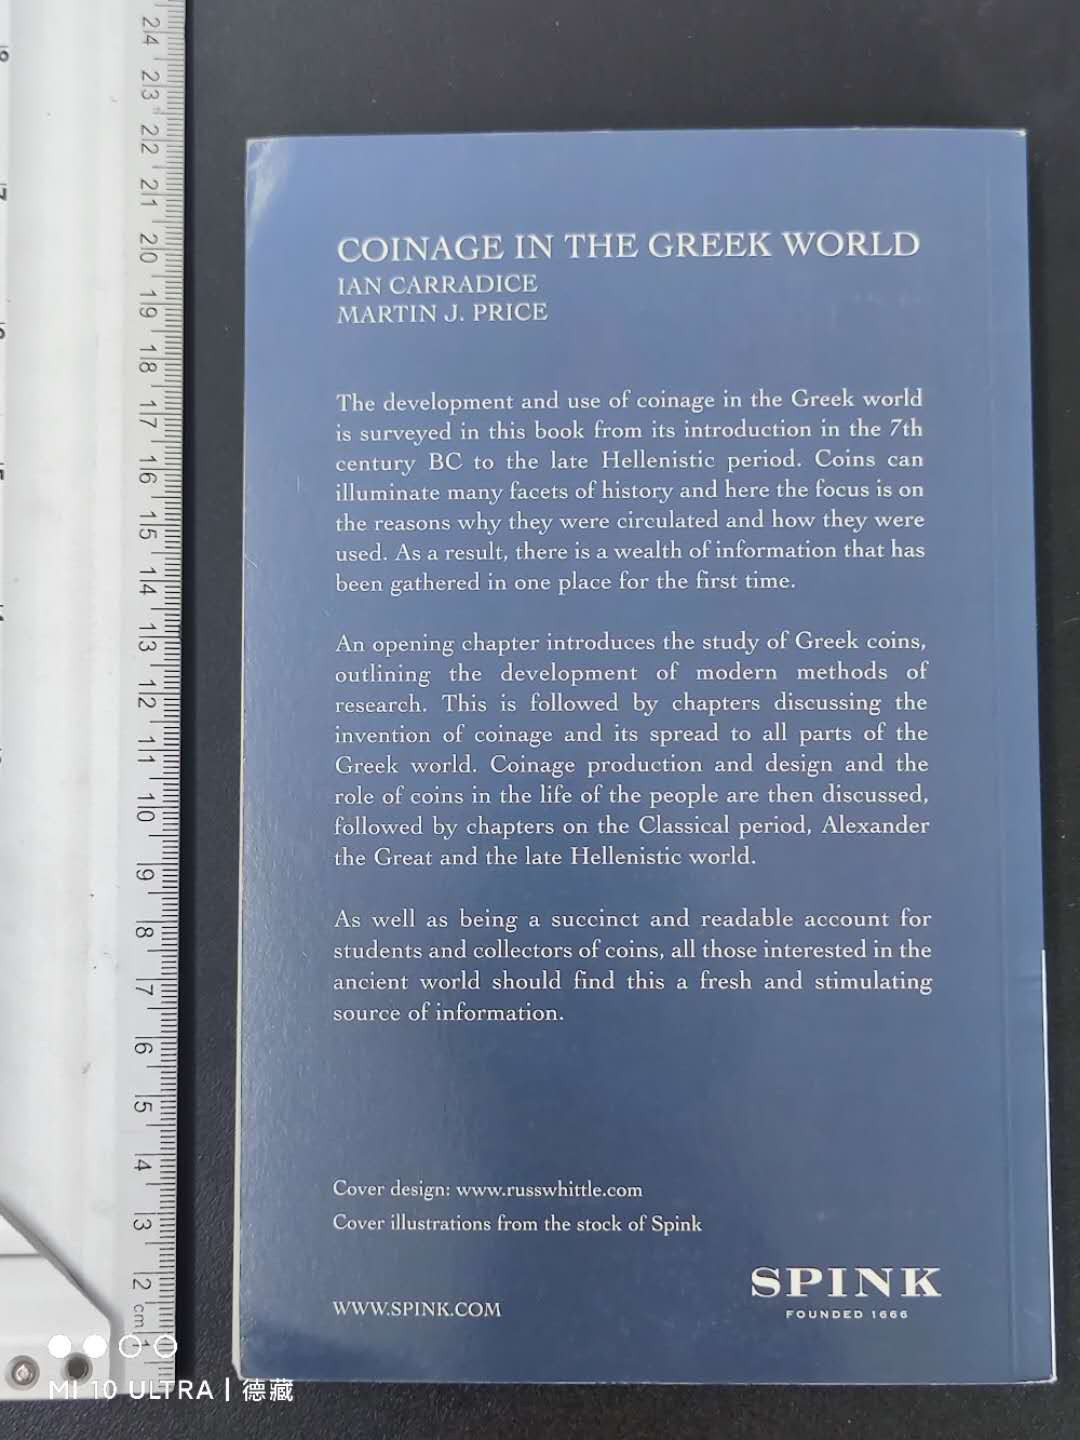 24
23
22
21
20
19
18
17
16
15
14
13
12
11
10
9
8
7
6
5
4
3
2
cm 1
COINAGE IN THE GREEK WORLD
IAN CARRADICE
MARTIN J. PRICE
The development and use of coinage in the Greek world
is surveyed in this book from its introduction in the 7th
century BC to the late Hellenistic period. Coins can
illuminate many facets of history and here the focus is on
the reasons why they were circulated and how they were
used. As a result, there is a wealth of information that has
been gathered in one place for the first time.
An opening chapter introduces the study of Greek coins,
outlining the development of modern methods of
research. This is followed by chapters discussing the
invention of coinage and its spread to all parts of the
Greek world. Coinage production and design and the
role of coins in the life of the people are then discussed,
followed by chapters on the Classical period, Alexander
the Great and the late Hellenistic world.
As well as being a succinct and readable account for
students and collectors of coins, all those interested in the
ancient world should find this a fresh and stimulating
source of information.
Cover design: www.russwhittle.com
Cover illustrations from the stock of Spink
SPINK
FOUNDED 1666
WWW.SPINK.COM
MI 10 ULTRA | 德藏